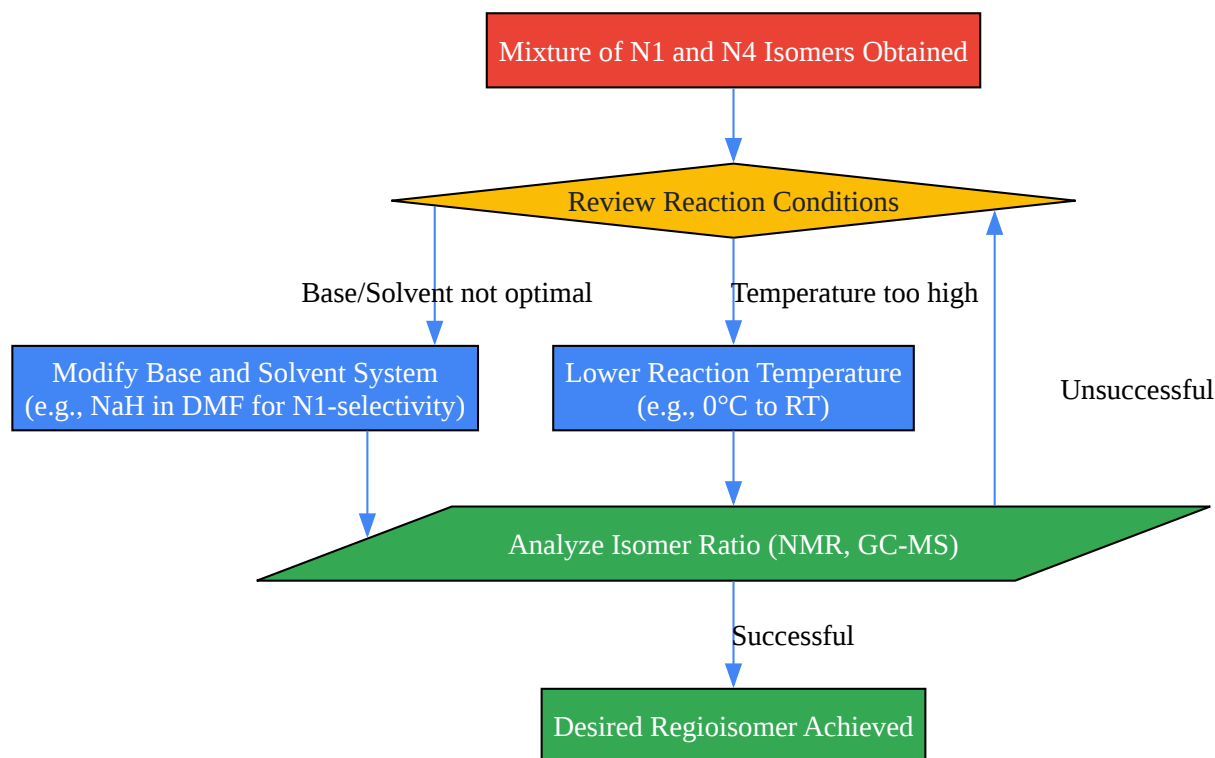 Mixture of N1 and N4 Isomers Obtained
Review Reaction Conditions
Base/Solvent not optimal
Temperature too high
Modify Base and Solvent System
(e.g., NaH in DMF for N1-selectivity)
Lower Reaction Temperature
(e.g., 0°C to RT)
Unsuccessful
Analyze Isomer Ratio (NMR, GC-MS)
Successful
Desired Regioisomer Achieved